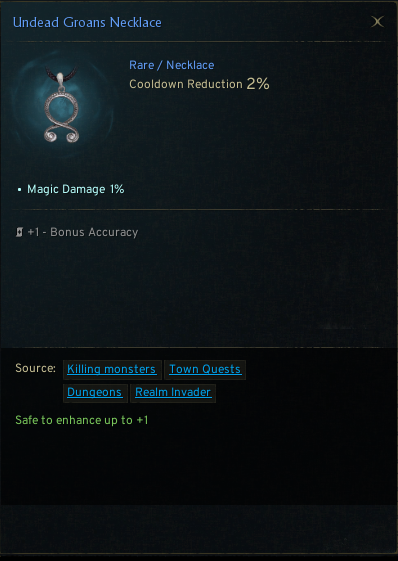 Undead Groans Necklace
Rare / Necklace
Cooldown Reduction 2%
• Magic Damage 1%
+1 - Bonus Accuracy
Source: Killing monsters Town Quests
Dungeons Realm Invader
Safe to enhance up to +1